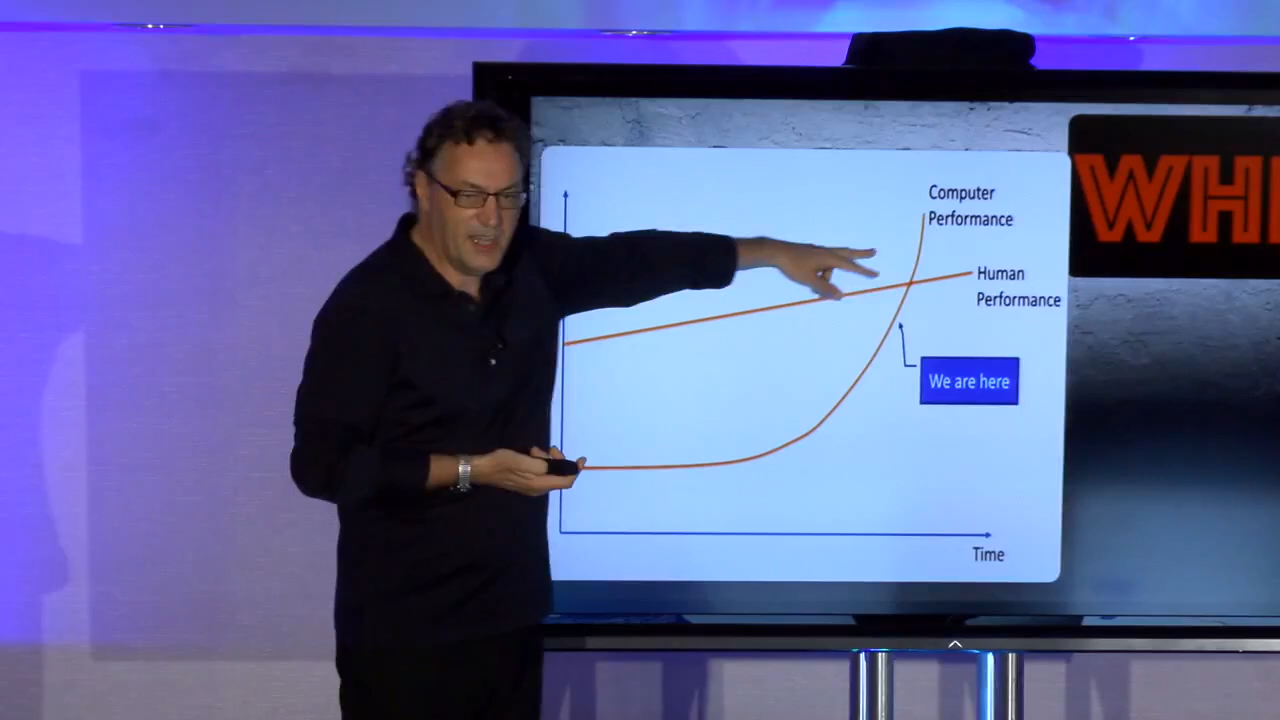 Computer
Performance
Human
Performance
We are here
Time